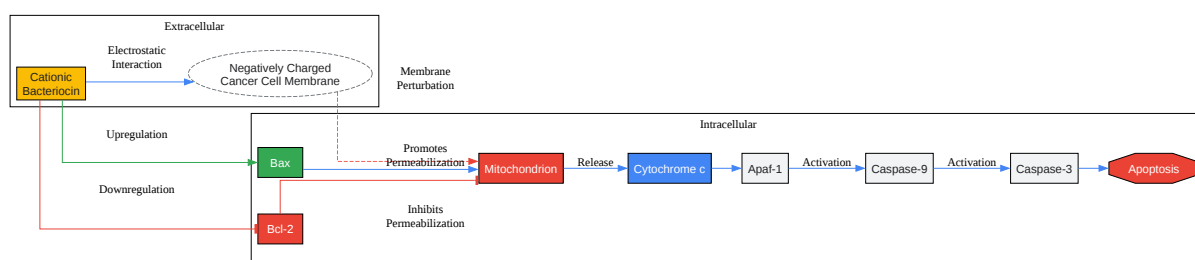 Extracellular
Electrostatic
Interaction
Cationic
Bacteriocin
Negatively Charged
Cancer Cell Membrane
Membrane
Perturbation
Intracellular
Upregulation
Downregulation
Bax
Bcl-2
Promotes
Permeabilization
Inhibits
Permeabilization
Mitochondrion
Release
Cytochrome c
Apaf-1
Activation
Caspase-9
Activation
Caspase-3
Apoptosis